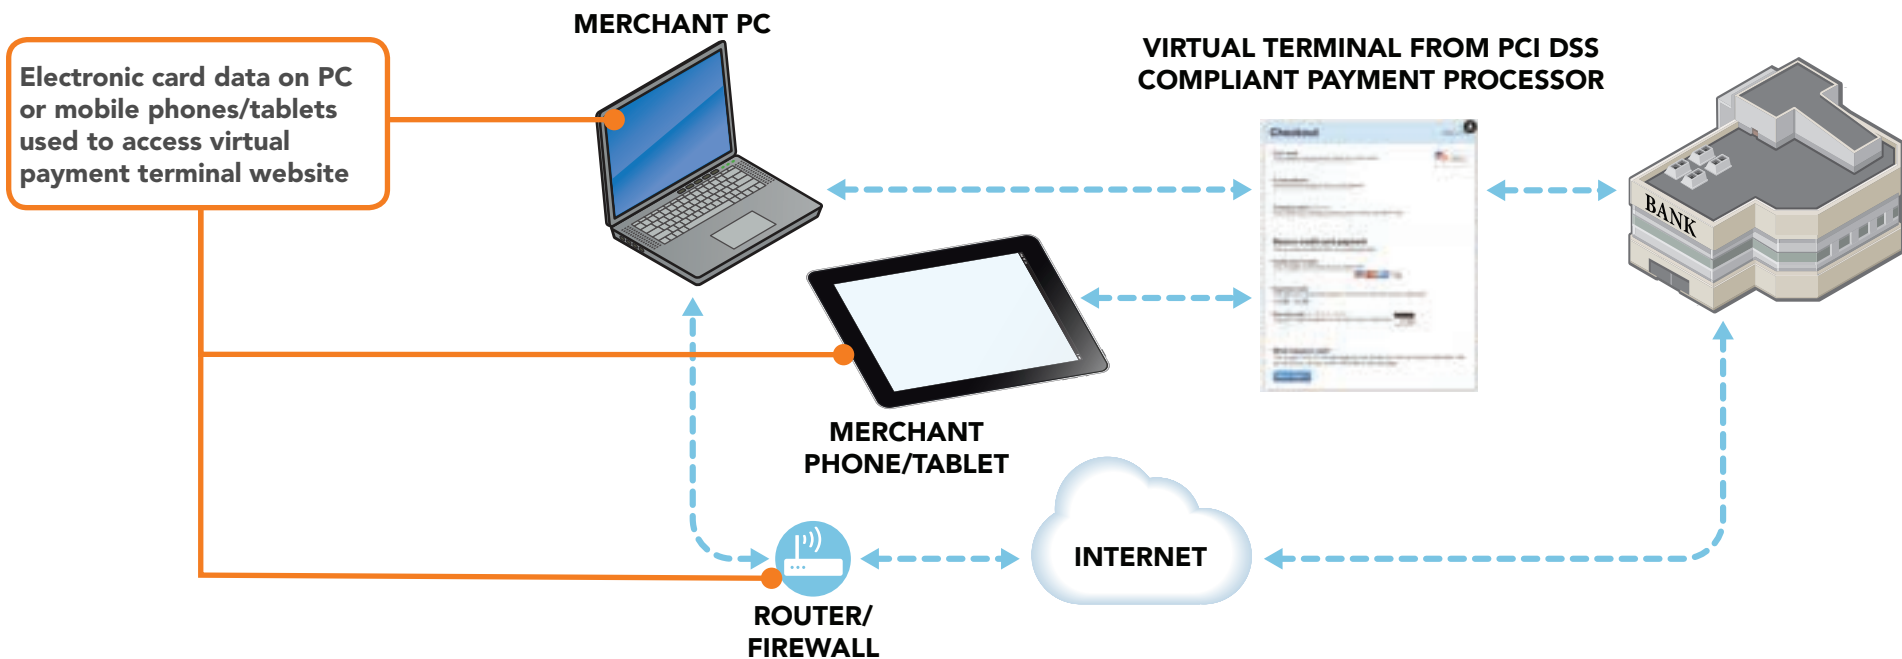 MERCHANT PC
Electronic card data on PC
or mobile phones/tablets
used to access virtual
payment terminal website
VIRTUAL TERMINAL FROM PCI DSS
COMPLIANT PAYMENT PROCESSOR
Checkout
BANK
MERCHANT
PHONE/TABLET
INTERNET
ROUTER/
FIREWALL